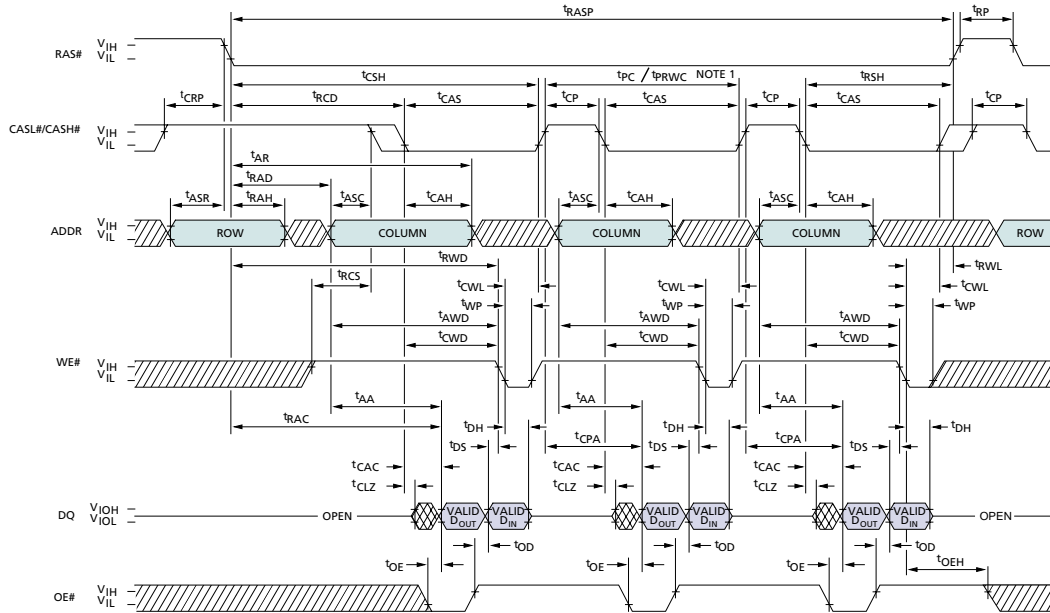 tRASP tRP
RAS# VIH
VIL
tCSH tPC / tPRWC NOTE 1 tRSH
tCRP tRCD tCAS tCP tCAS tCP tCAS tCP
CASL#/CASH# VIH
VIL
tAR
tRAD
tASR tRAH tASC tCAH tASC tCAH tASC tCAH
ADDR VIH
VIL
ROW COLUMN COLUMN COLUMN ROW
tRWD tRWL
tRCS tCWL tCWL tCWL
tWP tWP tWP
tAWD tAWD tAWD
tCWD tCWD tCWD
WE# VIH
VIL
tAA tAA tAA
tRAC tDH tDH tDH
tDS tCPA tDS tCPA tDS
tCAC tCAC tCAC
tCLZ tCLZ tCLZ
DQ VIOH
VIOL
OPEN VALID DOUT VALID DIN VALID DOUT VALID DIN VALID DOUT VALID DIN OPEN
tOD tOD tOD
tOE tOE tOE tOEH
OE# VIH
VIL